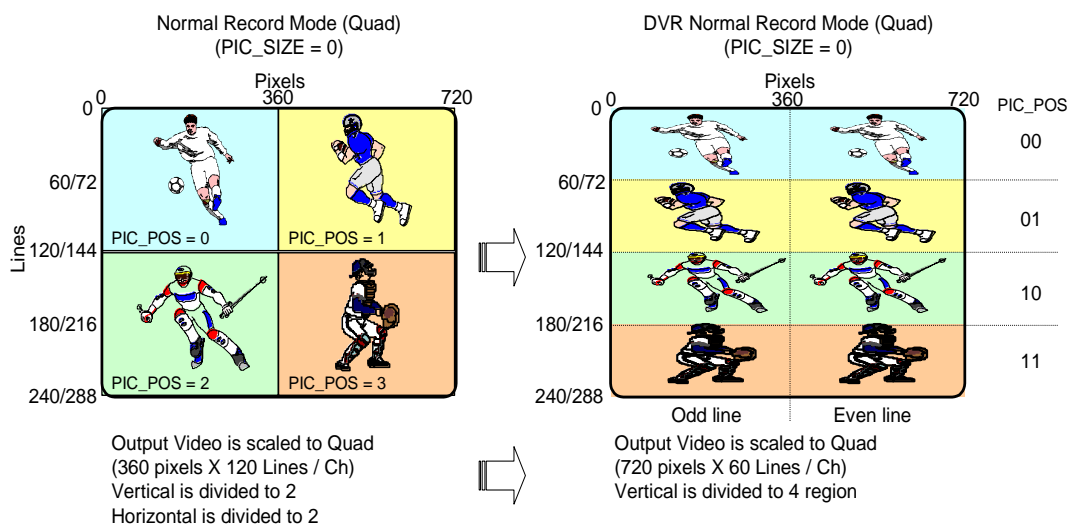 Normal Record Mode (Quad)
(PIC_SIZE = 0)
Pixels
0 360 720
0
60/72
120/144
180/216
240/288
Lines
PIC_POS = 0
PIC_POS = 1
PIC_POS = 2
PIC_POS = 3
Output Video is scaled to Quad
(360 pixels X 120 Lines / Ch)
Vertical is divided to 2
Horizontal is divided to 2
DVR Normal Record Mode (Quad)
(PIC_SIZE = 0)
Pixels
0 360 720
PIC_POS
0
60/72
120/144
180/216
240/288
00
01
10
11
Odd line Even line
Output Video is scaled to Quad
(720 pixels X 60 Lines / Ch)
Vertical is divided to 4 region